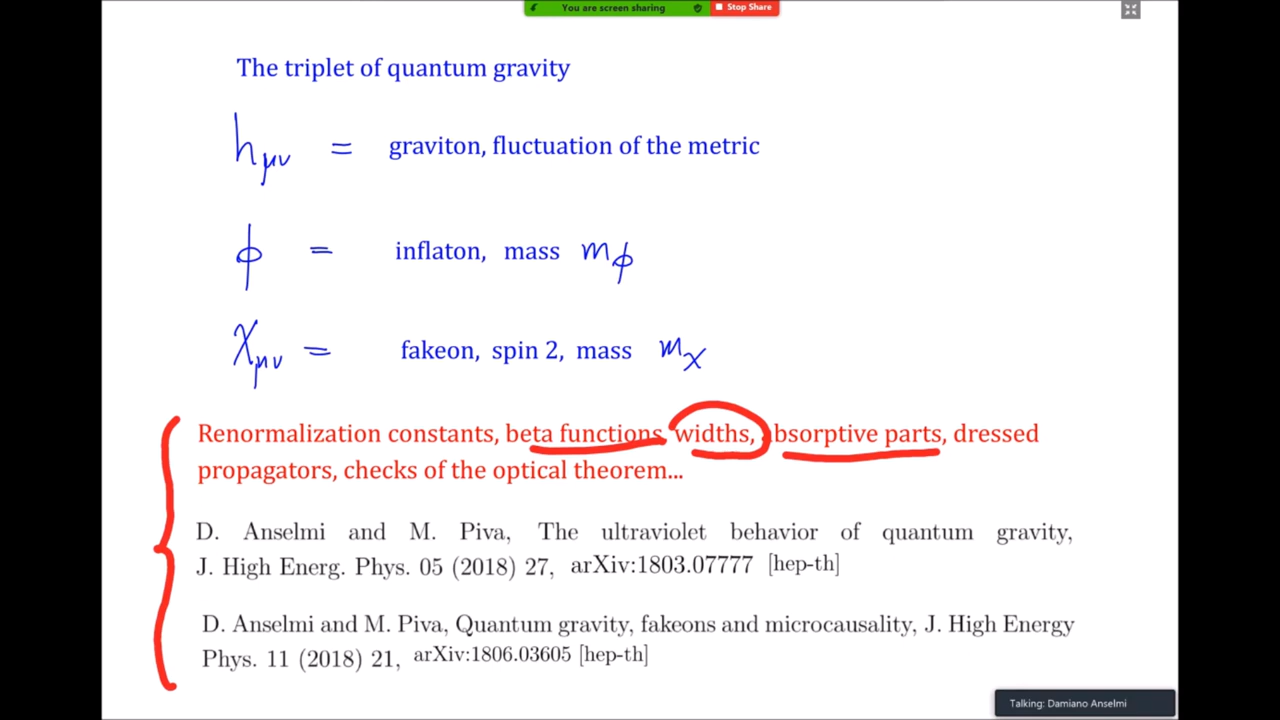 You are screen sharing Stop Share
The triplet of quantum gravity
hμν = graviton, fluctuation of the metric
ϕ = inflaton, mass mϕ
χμν = fakeon, spin 2, mass mχ
Renormalization constants, beta functions, widths, absorptive parts, dressed
propagators, checks of the optical theorem...
D. Anselmi and M. Piva, The ultraviolet behavior of quantum gravity,
J. High Energ. Phys. 05 (2018) 27, arXiv:1803.07777 [hep-th]
D. Anselmi and M. Piva, Quantum gravity, fakeons and microcausality, J. High Energy
Phys. 11 (2018) 21, arXiv:1806.03605 [hep-th]
Talking: Damiano Anselmi